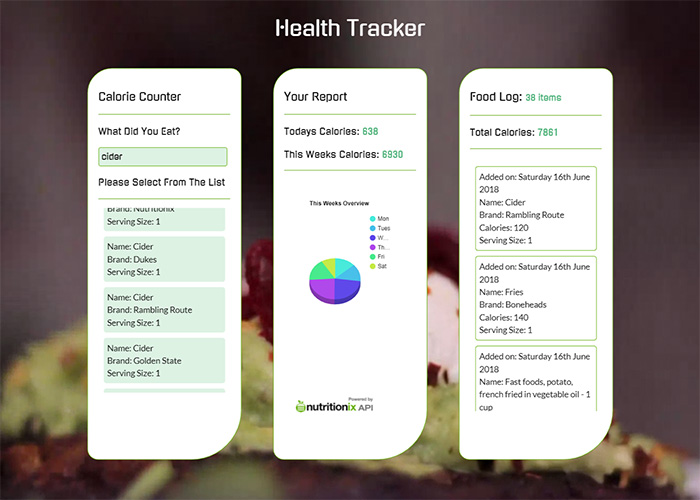 Health Tracker
Calorie Counter
What Did You Eat?
cider
Please Select From The List
Brand: Nutritionix
Serving Size: 1
Name: Cider
Brand: Dukes
Serving Size: 1
Name: Cider
Brand: Rambling Route
Serving Size: 1
Name: Cider
Brand: Golden State
Serving Size: 1
Your Report
Todays Calories: 638
This Weeks Calories: 6930
This Weeks Overview
Mon
Tues
W...
Th...
Fri
Sat
Powered by
nutritionix API
Food Log: 38 items
Total Calories: 7861
Added on: Saturday 16th June
2018
Name: Cider
Brand: Rambling Route
Calories: 120
Serving Size: 1
Added on: Saturday 16th June
2018
Name: Fries
Brand: Boneheads
Calories: 140
Serving Size: 1
Added on: Saturday 16th June
2018
Name: Fast foods, potato,
french fried in vegetable oil - 1
cup